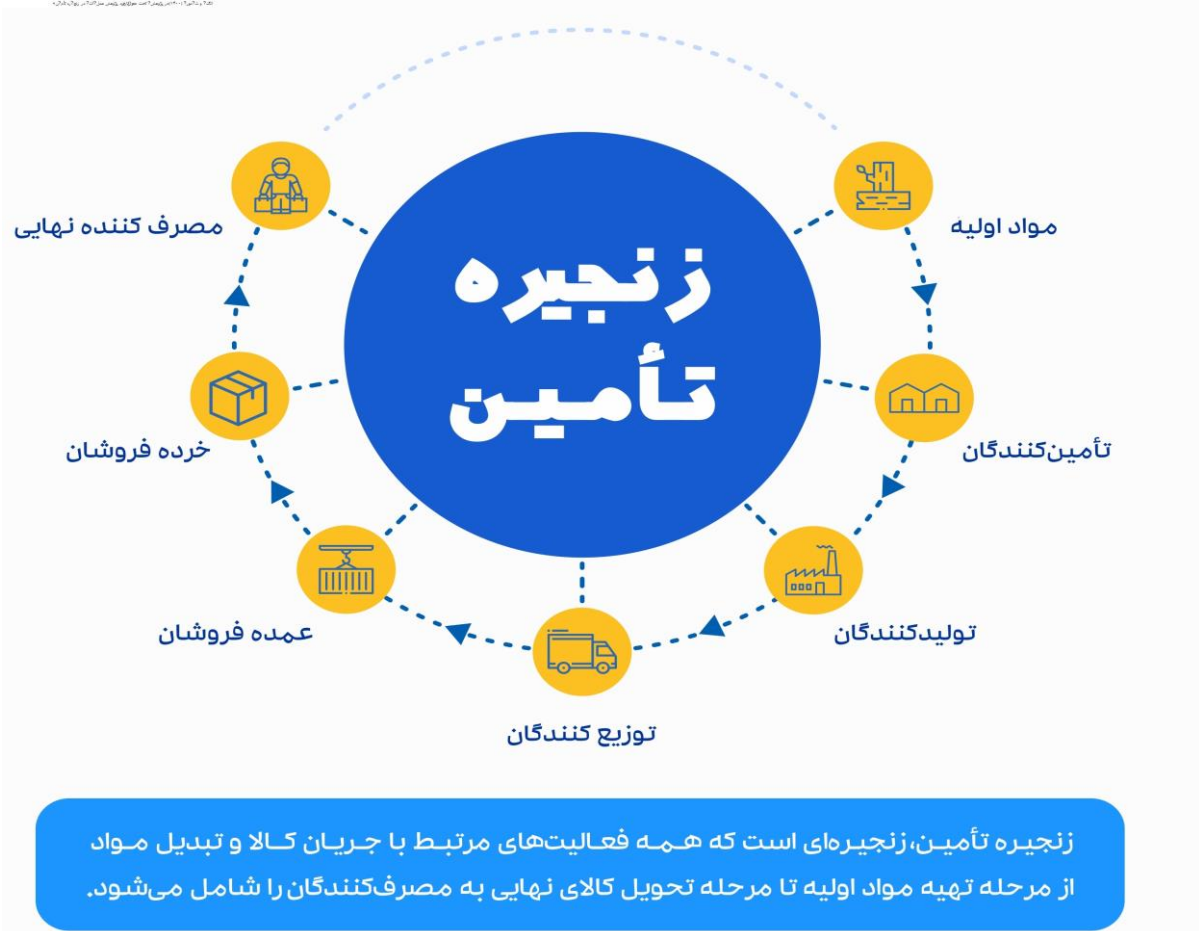 زنجیره
تأمین
مواد اولیه
تأمین‌کنندگان
تولیدکنندگان
توزیع کنندگان
عمده فروشان
خرده فروشان
مصرف کننده نهایی
زنجیره تأمین،زنجیره‌ای است که همه فعالیت‌های مرتبط با جریان کالا و تبدیل مواد
از مرحله تهیه مواد اولیه تا مرحله تحویل کالای نهایی به مصرف‌کنندگان را شامل می‌شود.